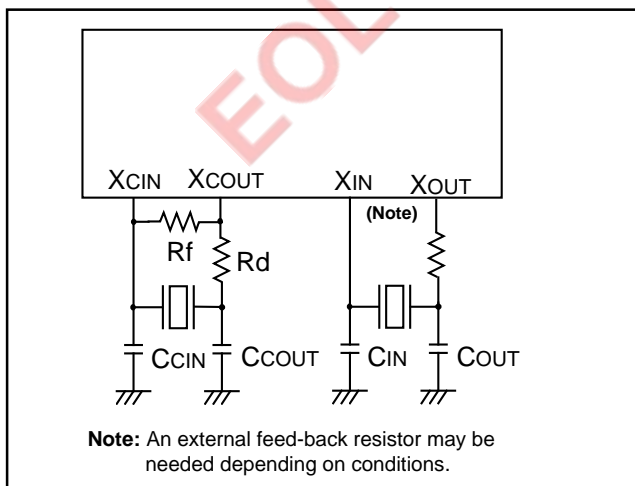 EOL
XCIN XCOUT XIN XOUT
(Note)
Rf
Rd
CCIN CCOUT CIN COUT
Note: An external feed-back resistor may be
needed depending on conditions.